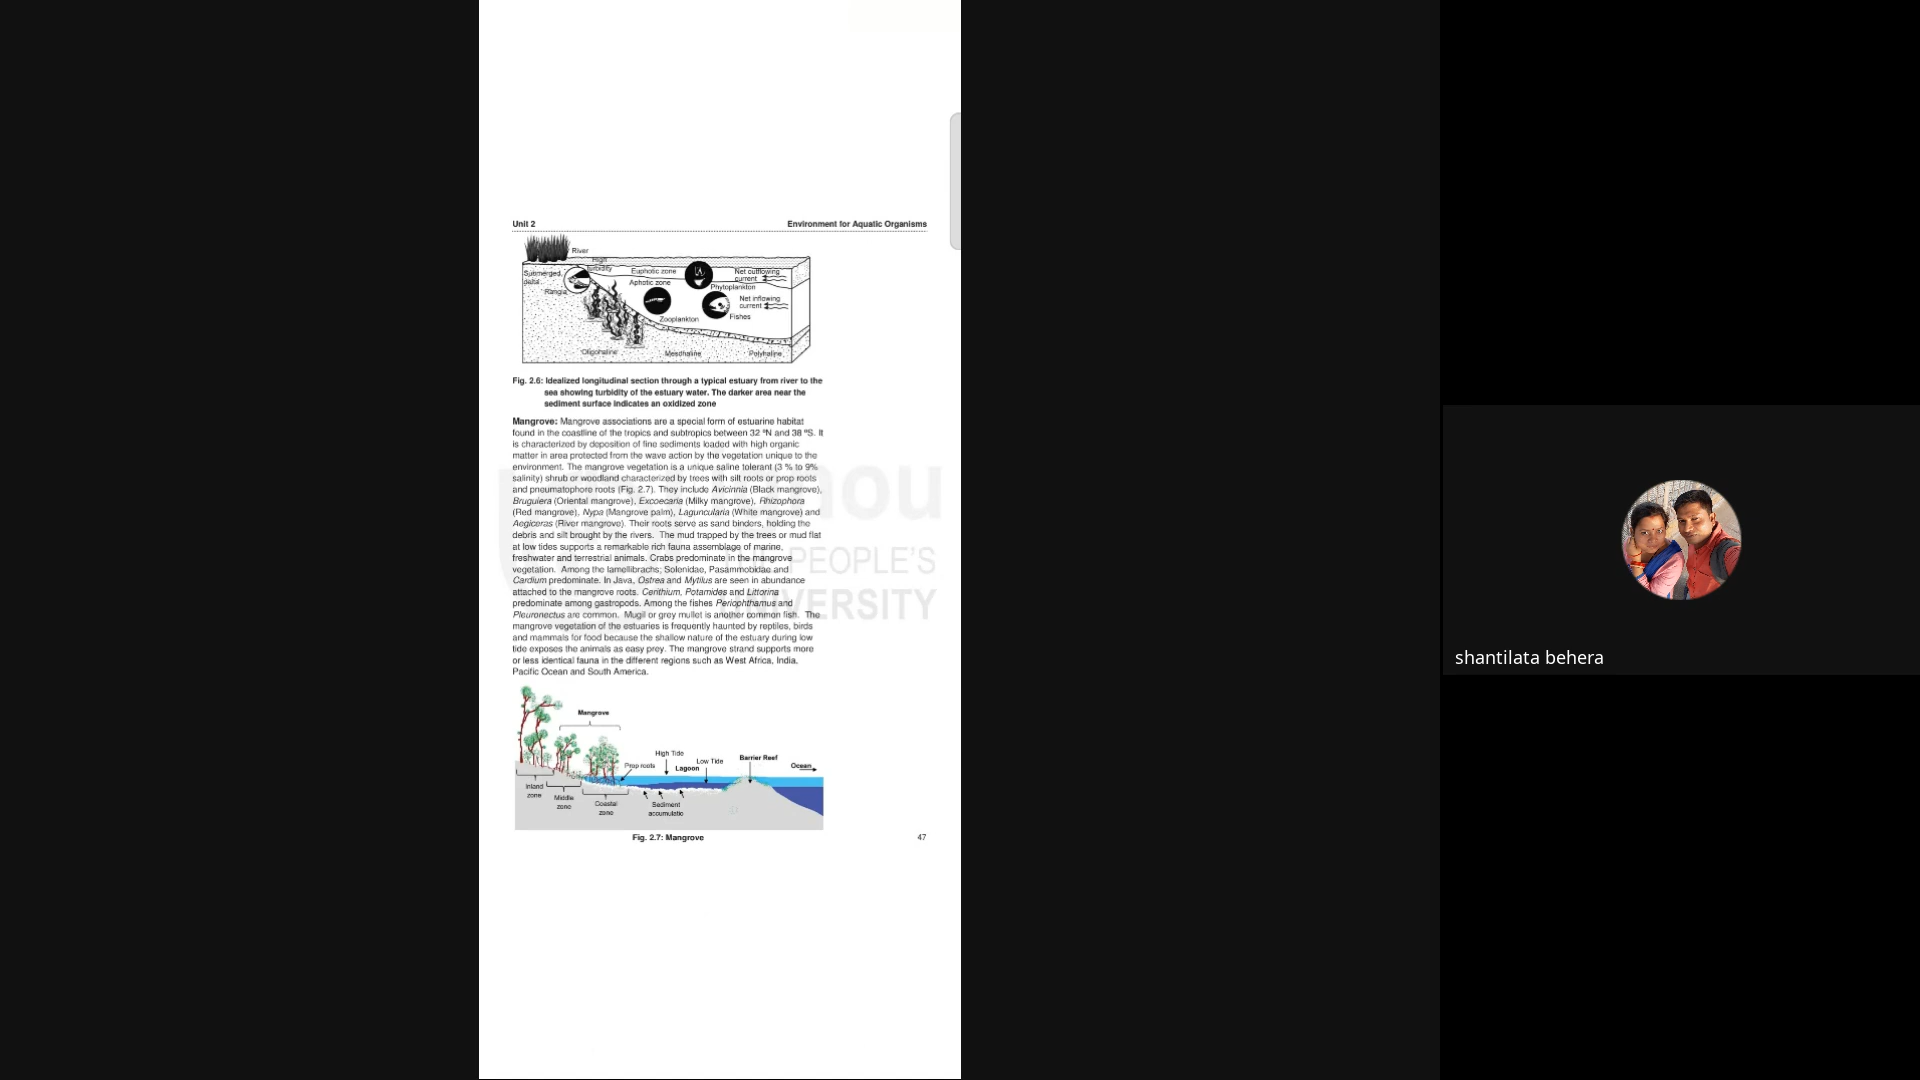 Unit 2
Environment for Aquatic Organisms
River
High
turbidity
Submerged
delta
Rangia
Euphotic zone
Aphotic zone
Net outflowing
current
Phytoplankton
Net inflowing
current
Zooplankton
Fishes
Oligohaline
Mesohaline
Polyhaline
Fig. 2.6: Idealized longitudinal section through a typical estuary from river to the
sea showing turbidity of the estuary water. The darker area near the
sediment surface indicates an oxidized zone
Mangrove: Mangrove associations are a special form of estuarine habitat
found in the coastline of the tropics and subtropics between 32 ºN and 38 ºS. It
is characterized by deposition of fine sediments loaded with high organic
matter in area protected from the wave action by the vegetation unique to the
environment. The mangrove vegetation is a unique saline tolerant (3 % to 9%
salinity) shrub or woodland characterized by trees with silt roots or prop roots
and pneumatophore roots (Fig. 2.7). They include Avicinnia (Black mangrove),
Bruguiera (Oriental mangrove), Excoecaria (Milky mangrove), Rhizophora
(Red mangrove), Nypa (Mangrove palm), Laguncularia (White mangrove) and
Aegiceras (River mangrove). Their roots serve as sand binders, holding the
debris and silt brought by the rivers. The mud trapped by the trees or mud flat
at low tides supports a remarkable rich fauna assemblage of marine,
freshwater and terrestrial animals. Crabs predominate in the mangrove
vegetation. Among the lamellibrachs; Solenidae, Pasammobidae and
Cardium predominate. In Java, Ostrea and Mytilus are seen in abundance
attached to the mangrove roots. Cerithium, Potamides and Littorina
predominate among gastropods. Among the fishes Periophthamus and
Pleuronectus are common. Mugil or grey mullet is another common fish. The
mangrove vegetation of the estuaries is frequently haunted by reptiles, birds
and mammals for food because the shallow nature of the estuary during low
tide exposes the animals as easy prey. The mangrove strand supports more
or less identical fauna in the different regions such as West Africa, India,
Pacific Ocean and South America.
nou
PEOPLE'S
UNIVERSITY
Mangrove
High Tide
Prop roots
Lagoon
Low Tide
Barrier Reef
Ocean
Inland
zone
Middle
zone
Coastal
zone
Sediment
accumulatio
Fig. 2.7: Mangrove
47
shantilata behera